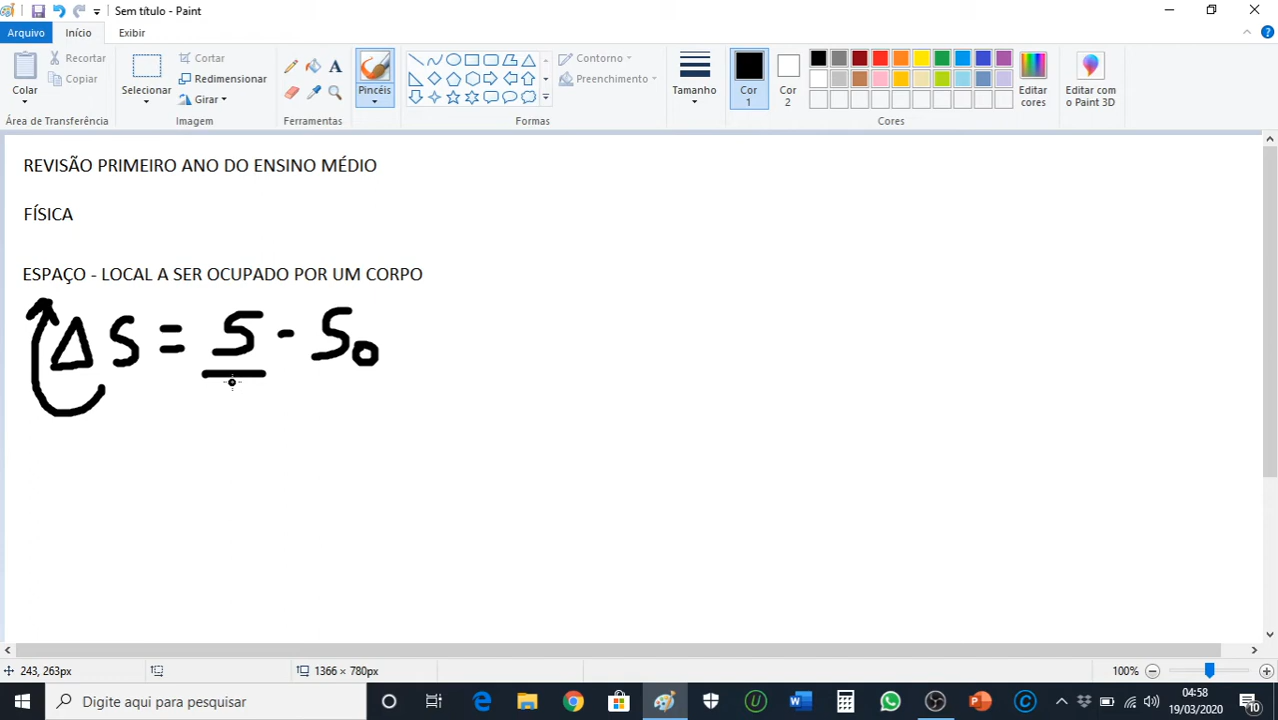 Sem título - Paint
Arquivo Início Exibir
Colar
Recortar
Copiar
Área de Transferência
Selecionar
Cortar
Redimensionar
Girar
Imagem
A
Pincéis
Ferramentas
Contorno
Preenchimento
Formas
Tamanho
Cor 1
Cor 2
Editar cores
Cores
Editar com o Paint 3D
REVISÃO PRIMEIRO ANO DO ENSINO MÉDIO
FÍSICA
ESPAÇO - LOCAL A SER OCUPADO POR UM CORPO
Δ S = S - S₀
243, 263px
1366 × 780px
100%
Digite aqui para pesquisar
04:58
19/03/2020
10